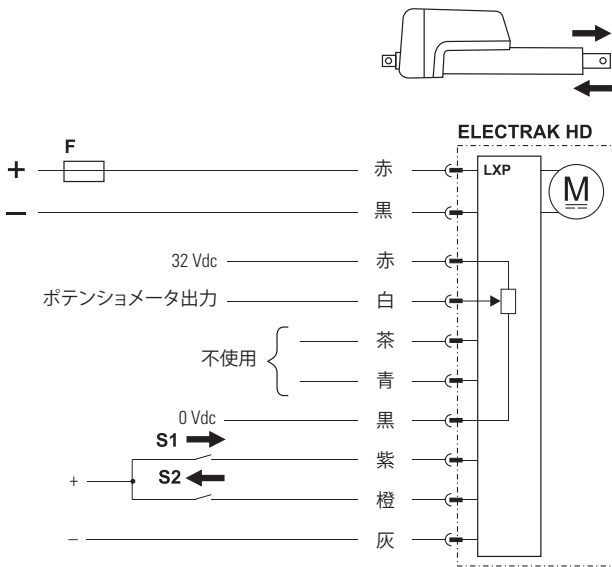 ELECTRAK HD
F
+ 赤 LXP
M
− 黒
32 Vdc 赤
ポテンショメータ出力 白
不使用 茶
青
0 Vdc 黒
S1 紫
+ S2 橙
− 灰